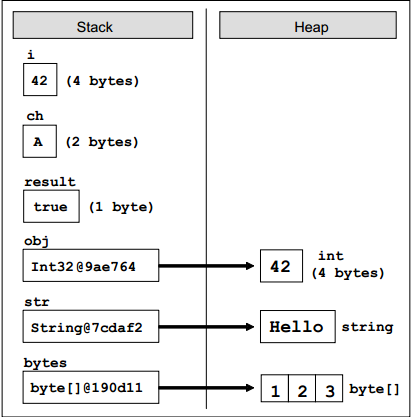 Stack Heap
i
42 (4 bytes)
ch
A (2 bytes)
result
true (1 byte)
obj
Int32@9ae764 42 int
(4 bytes)
str
String@7cdaf2 Hello string
bytes
byte[]@190d11 1 2 3 byte[]